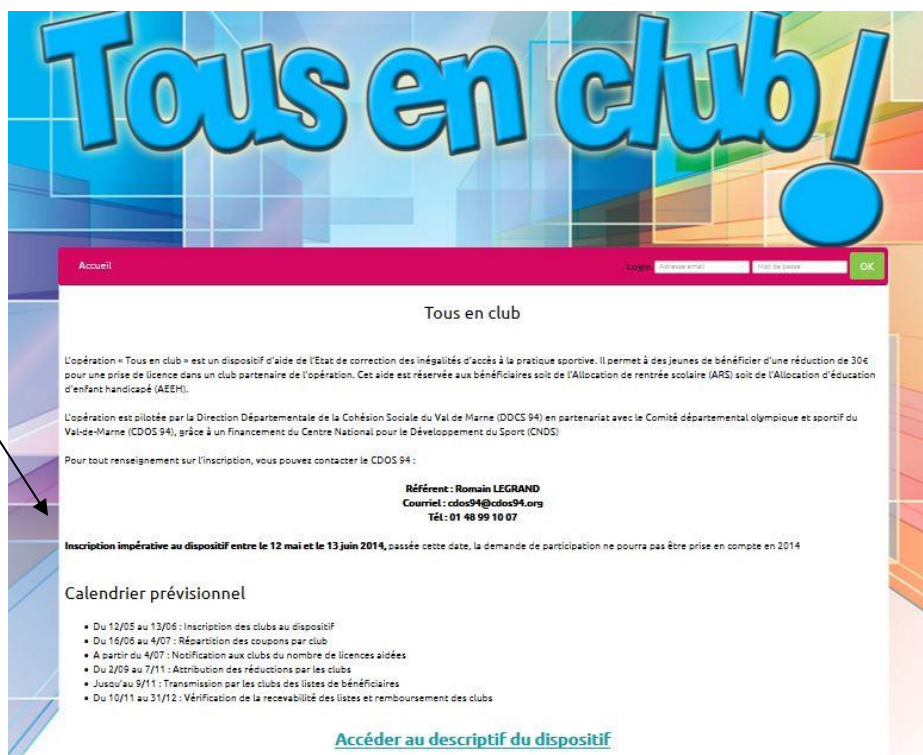 Tous en club !
Accueil
Login Adresse email Mot de passe OK
Tous en club
L'opération « Tous en club » est un dispositif d'aide de l'Etat de correction des inégalités d'accès à la pratique sportive. Il permet à des jeunes de bénéficier d'une réduction de 30€
pour une prise de licence dans un club partenaire de l'opération. Cet aide est réservée aux bénéficiaires soit de l'Allocation de rentrée scolaire (ARS) soit de l'Allocation d'éducation
d'enfant handicapé (AEEH).
L'opération est pilotée par la Direction Départementale de la Cohésion Sociale du Val de Marne (DDCS 94) en partenariat avec le Comité départemental olympique et sportif du
Val-de-Marne (CDOS 94), grâce à un financement du Centre National pour le Développement du Sport (CNDS)
Pour tout renseignement sur l'inscription, vous pouvez contacter le CDOS 94 :
Référent : Romain LEGRAND
Courriel : cdos94@cdos94.org
Tél : 01 48 99 10 07
Inscription impérative au dispositif entre le 12 mai et le 13 juin 2014, passée cette date, la demande de participation ne pourra pas être prise en compte en 2014
Calendrier prévisionnel
• Du 12/05 au 13/06 : Inscription des clubs au dispositif
• Du 16/06 au 4/07 : Répartition des coupons par club
• A partir du 4/07 : Notification aux clubs du nombre de licences aidées
• Du 2/09 au 7/11 : Attribution des réductions par les clubs
• Jusqu'au 9/11 : Transmission par les clubs des listes de bénéficiaires
• Du 10/11 au 31/12 : Vérification de la recevabilité des listes et remboursement des clubs
Accéder au descriptif du dispositif